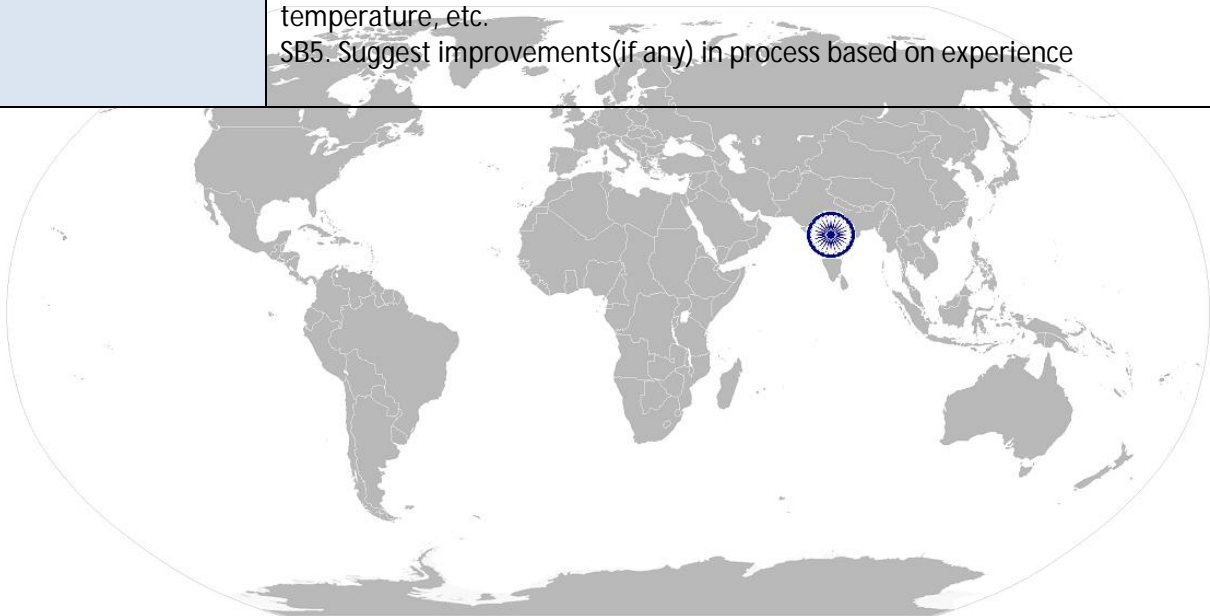 temperature, etc.
SB5. Suggest improvements(if any) in process based on experience